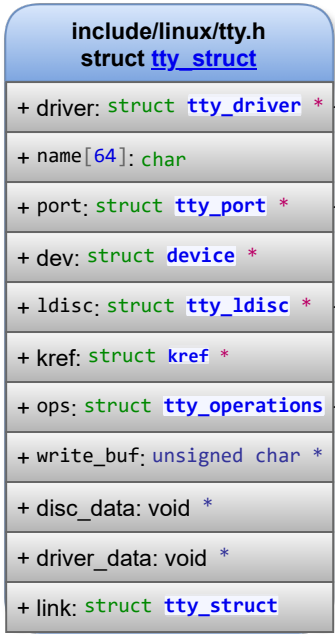 include/linux/tty.h
struct tty_struct
+ driver: struct tty_driver *
+ name[64]: char
+ port: struct tty_port *
+ dev: struct device *
+ ldisc: struct tty_ldisc *
+ kref: struct kref *
+ ops: struct tty_operations
+ write_buf: unsigned char *
+ disc_data: void *
+ driver_data: void *
+ link: struct tty_struct